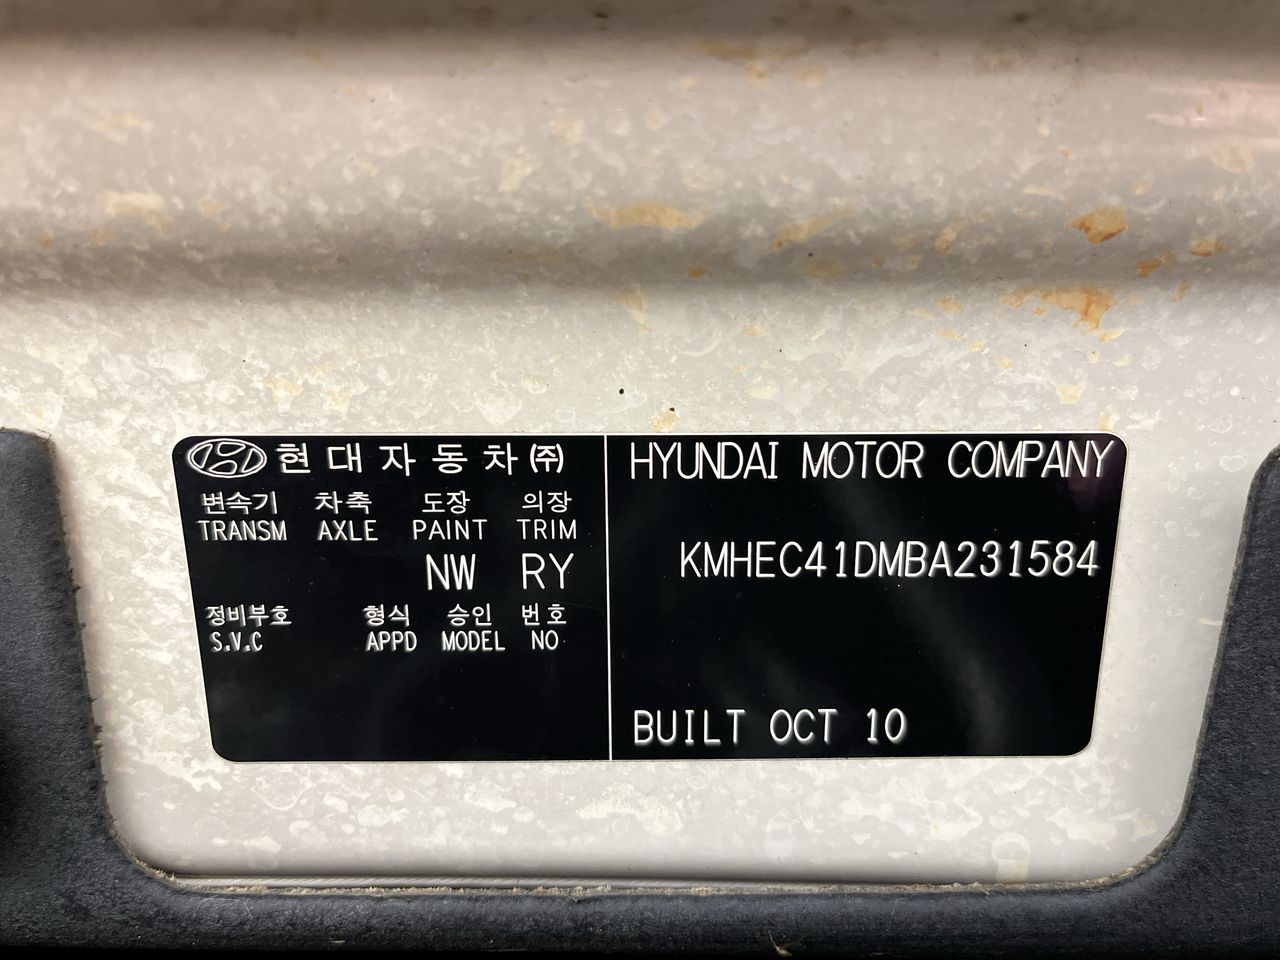 현대자동차㈜
변속기 차축 도장 의장
TRANSM AXLE PAINT TRIM
NW RY
정비부호 형식 승인 번호
S.V.C APPD MODEL NO
HYUNDAI MOTOR COMPANY
KMHEC41DMBA231584
BUILT OCT 10